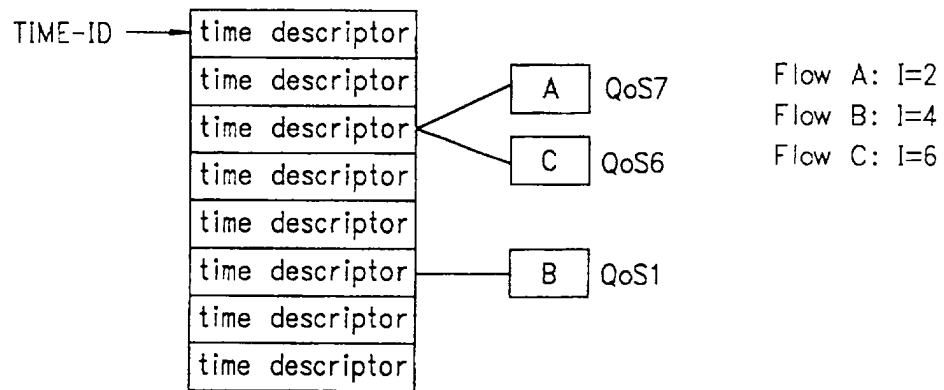 TIME-ID
time descriptor
time descriptor
A QoS7
Flow A: I=2
Flow B: I=4
time descriptor
C QoS6
Flow C: I=6
time descriptor
time descriptor
time descriptor
B QoS1
time descriptor
time descriptor